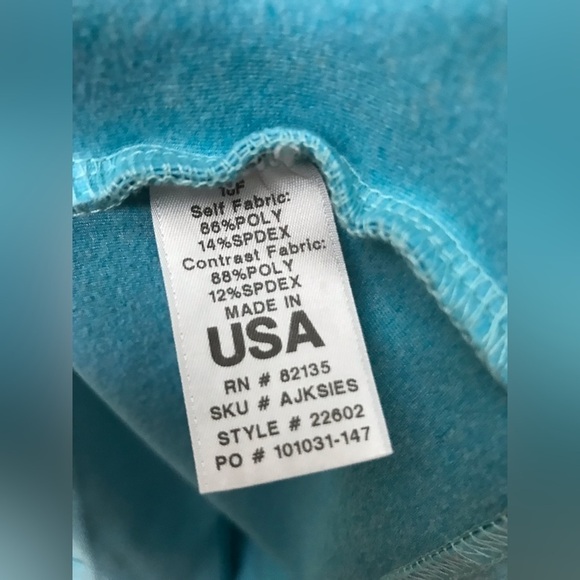 Self Fabric:
86%POLY
14%SPDEX
Contrast Fabric:
88%POLY
12%SPDEX
MADE IN
USA
RN # 82135
SKU # AJKSIES
STYLE # 22602
PO # 101031-147